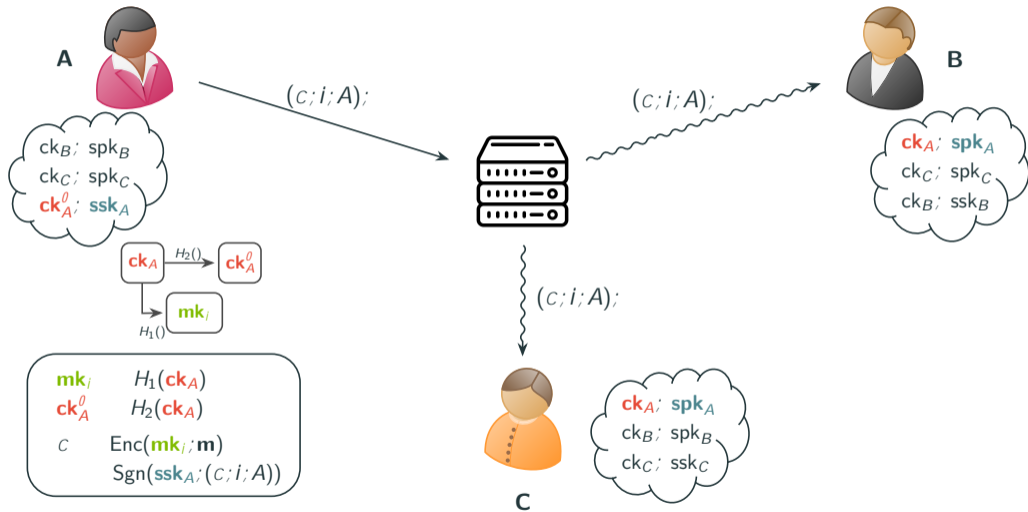 A
B
(c; i; A);
(c; i; A);
ck_B; spk_B
ck_C; spk_C
ck_A^0; ssk_A
ck_A; spk_A
ck_C; spk_C
ck_B; ssk_B
ck_A
H_2()
ck_A^0
H_1()
mk_i
(c; i; A);
mk_i H_1(ck_A)
ck_A^0 H_2(ck_A)
c Enc(mk_i; m)
Sgn(ssk_A; (c; i; A))
ck_A; spk_A
ck_B; spk_B
ck_C; ssk_C
C